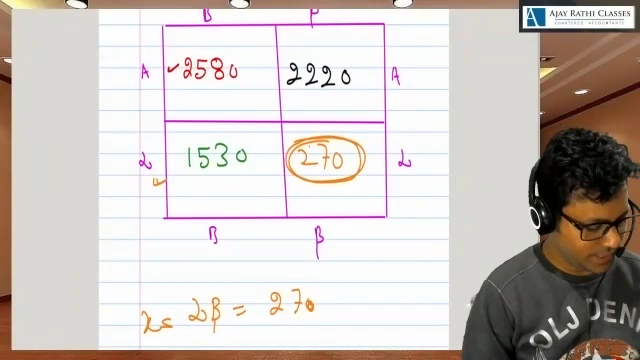 B β
AJAY RATHI CLASSES
CHARTERED ACCOUNTANTS
A 2580 2220 A
α 1530 270 α
B β
αβ = 270
OLJ DEN